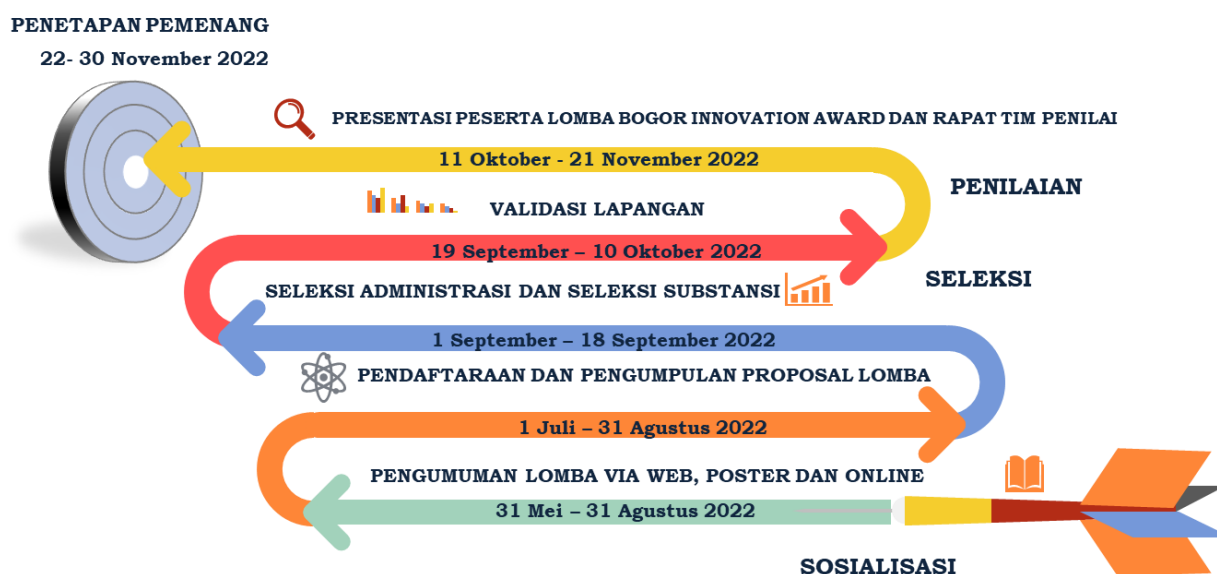 PENETAPAN PEMENANG
22- 30 November 2022
PRESENTASI PESERTA LOMBA BOGOR INNOVATION AWARD DAN RAPAT TIM PENILAI
11 Oktober - 21 November 2022
PENILAIAN
VALIDASI LAPANGAN
19 September – 10 Oktober 2022
SELEKSI
SELEKSI ADMINISTRASI DAN SELEKSI SUBSTANSI
1 September – 18 September 2022
PENDAFTARAAN DAN PENGUMPULAN PROPOSAL LOMBA
1 Juli – 31 Agustus 2022
PENGUMUMAN LOMBA VIA WEB, POSTER DAN ONLINE
31 Mei – 31 Agustus 2022
SOSIALISASI